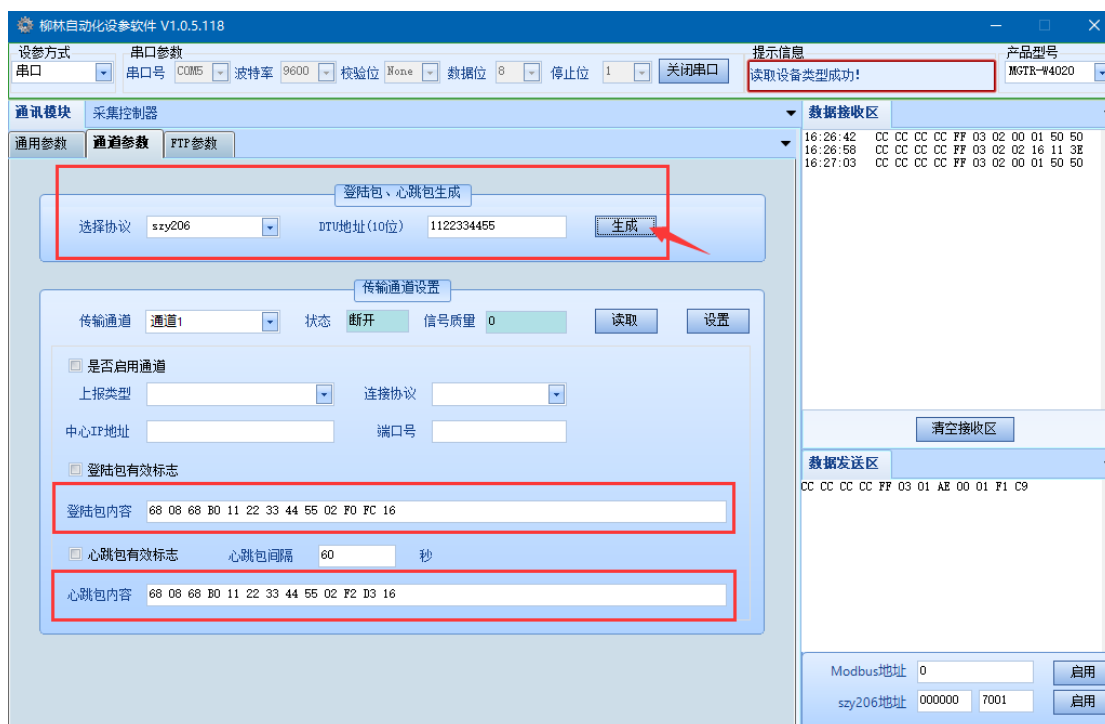 柳林自动化设参软件 V1.0.5.118
设参方式 串口参数 提示信息 产品型号
串口 串口号 COM5 波特率 9600 校验位 None 数据位 8 停止位 1 关闭串口 读取设备类型成功! MGTR-W4020
通讯模块 采集控制器 数据接收区
通用参数 通道参数 FTP参数
16:26:42 CC CC CC CC FF 03 02 00 01 50 50
16:26:58 CC CC CC CC FF 03 02 02 16 11 3E
16:27:03 CC CC CC CC FF 03 02 00 01 50 50
登陆包、心跳包生成
选择协议 szy206 DTU地址(10位) 1122334455 生成
传输通道设置
传输通道 通道1 状态 断开 信号质量 0 读取 设置
是否启用通道
上报类型 连接协议
中心IP地址 端口号
清空接收区
登陆包有效标志
数据发送区
CC CC CC CC FF 03 01 AE 00 01 F1 C9
登陆包内容 68 08 68 B0 11 22 33 44 55 02 F0 FC 16
心跳包有效标志 心跳包间隔 60 秒
心跳包内容 68 08 68 B0 11 22 33 44 55 02 F2 D3 16
Modbus地址 0 启用
szy206地址 000000 7001 启用